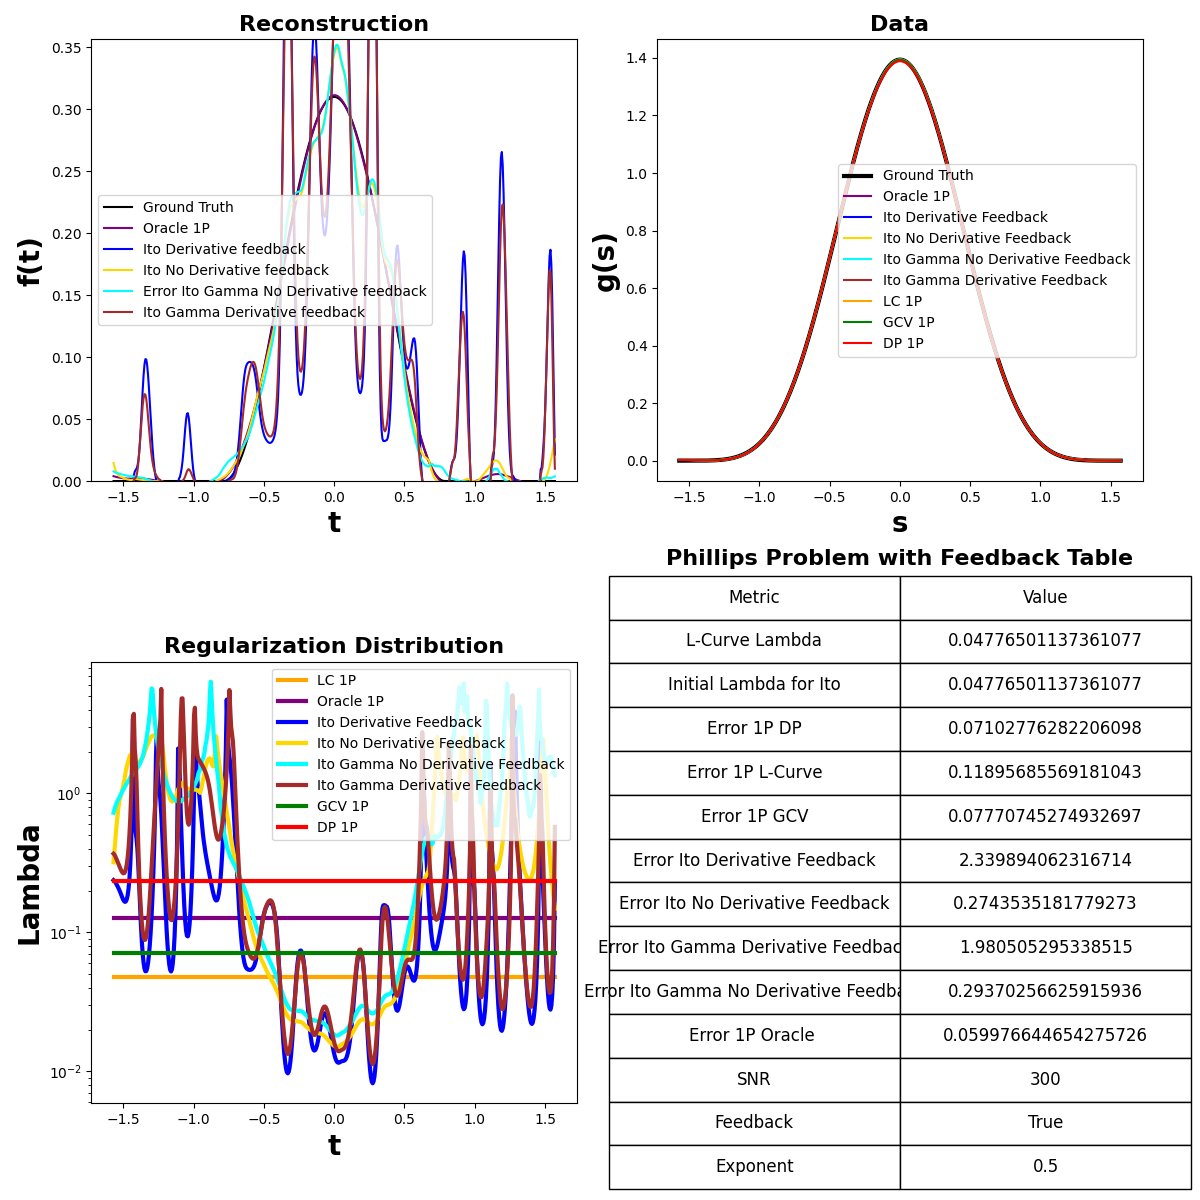 Reconstruction
f(t)
0.35
0.30
0.25
0.20
0.15
0.10
0.05
0.00
Ground Truth
Oracle 1P
Ito Derivative feedback
Ito No Derivative feedback
Error Ito Gamma No Derivative feedback
Ito Gamma Derivative feedback
−1.5 −1.0 −0.5 0.0 0.5 1.0 1.5
t
Data
g(s)
1.4
1.2
1.0
0.8
0.6
0.4
0.2
0.0
Ground Truth
Oracle 1P
Ito Derivative Feedback
Ito No Derivative Feedback
Ito Gamma No Derivative Feedback
Ito Gamma Derivative Feedback
LC 1P
GCV 1P
DP 1P
−1.5 −1.0 −0.5 0.0 0.5 1.0 1.5
s
Regularization Distribution
Lambda
10^0
10^−1
10^−2
LC 1P
Oracle 1P
Ito Derivative Feedback
Ito No Derivative Feedback
Ito Gamma No Derivative Feedback
Ito Gamma Derivative Feedback
GCV 1P
DP 1P
−1.5 −1.0 −0.5 0.0 0.5 1.0 1.5
t
Phillips Problem with Feedback Table
Metric Value
L-Curve Lambda 0.04776501137361077
Initial Lambda for Ito 0.04776501137361077
Error 1P DP 0.07102776282206098
Error 1P L-Curve 0.11895685569181043
Error 1P GCV 0.07770745274932697
Error Ito Derivative Feedback 2.339894062316714
Error Ito No Derivative Feedback 0.2743535181779273
Error Ito Gamma Derivative Feedbac 1.980505295338515
Error Ito Gamma No Derivative Feedba 0.29370256625915936
Error 1P Oracle 0.059976644654275726
SNR 300
Feedback True
Exponent 0.5